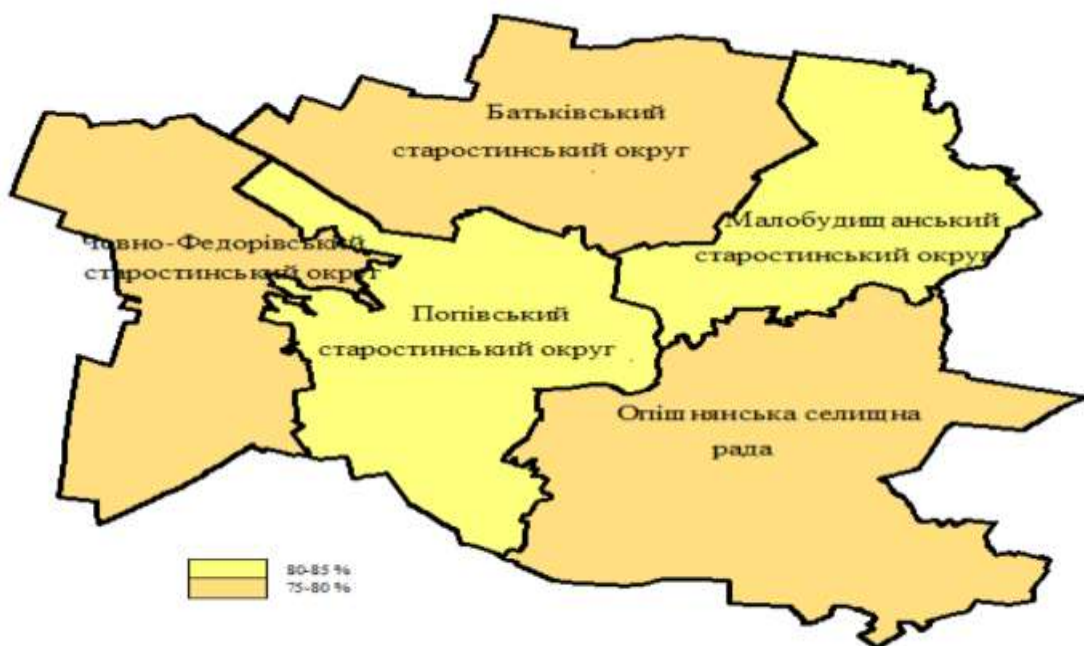 Батьківський
старостинський округ
Малобудищанський
старостинський округ
Човно-Федорівський
старостинський округ
Попівський
старостинський округ
Опішнянська селищна
рада
80-85 %
75-80 %